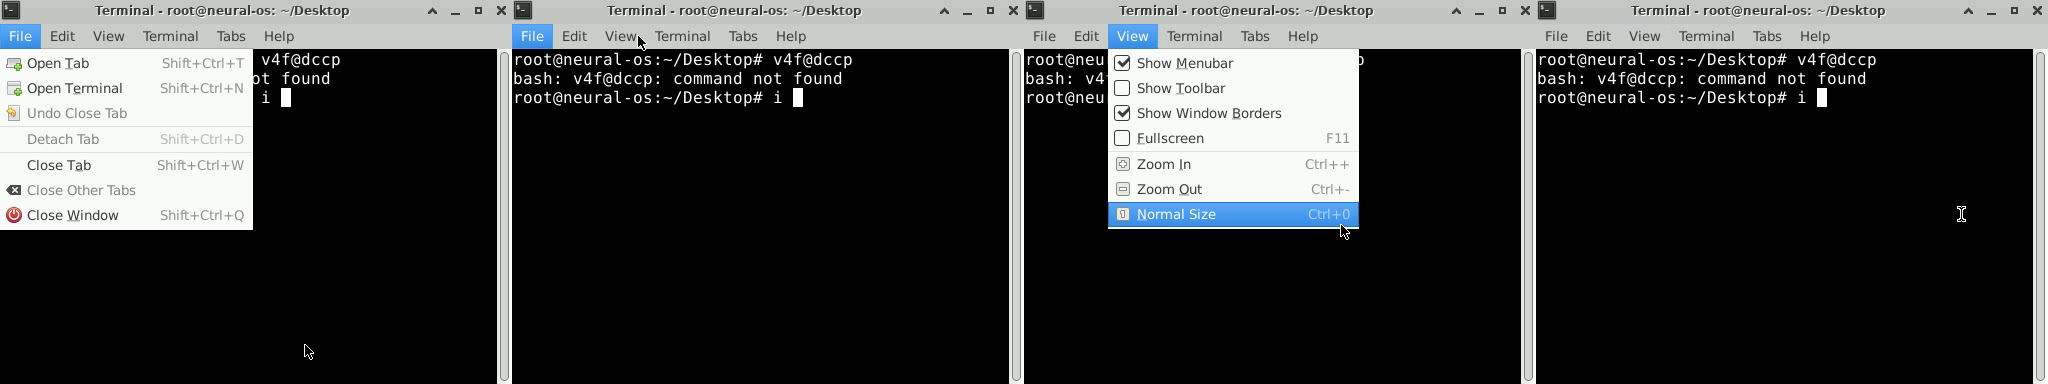 Terminal - root@neural-os: ~/Desktop
File Edit View Terminal Tabs Help
v4f@dccp
ot found
i
Open Tab Shift+Ctrl+T
Open Terminal Shift+Ctrl+N
Undo Close Tab
Detach Tab Shift+Ctrl+D
Close Tab Shift+Ctrl+W
Close Other Tabs
Close Window Shift+Ctrl+Q
Terminal - root@neural-os: ~/Desktop
File Edit View Terminal Tabs Help
root@neural-os:~/Desktop# v4f@dccp
bash: v4f@dccp: command not found
root@neural-os:~/Desktop# i
Terminal - root@neural-os: ~/Desktop
File Edit View Terminal Tabs Help
root@neu
bash: v4
root@neu
Show Menubar
Show Toolbar
Show Window Borders
Fullscreen F11
Zoom In Ctrl++
Zoom Out Ctrl+-
Normal Size Ctrl+0
Terminal - root@neural-os: ~/Desktop
File Edit View Terminal Tabs Help
root@neural-os:~/Desktop# v4f@dccp
bash: v4f@dccp: command not found
root@neural-os:~/Desktop# i